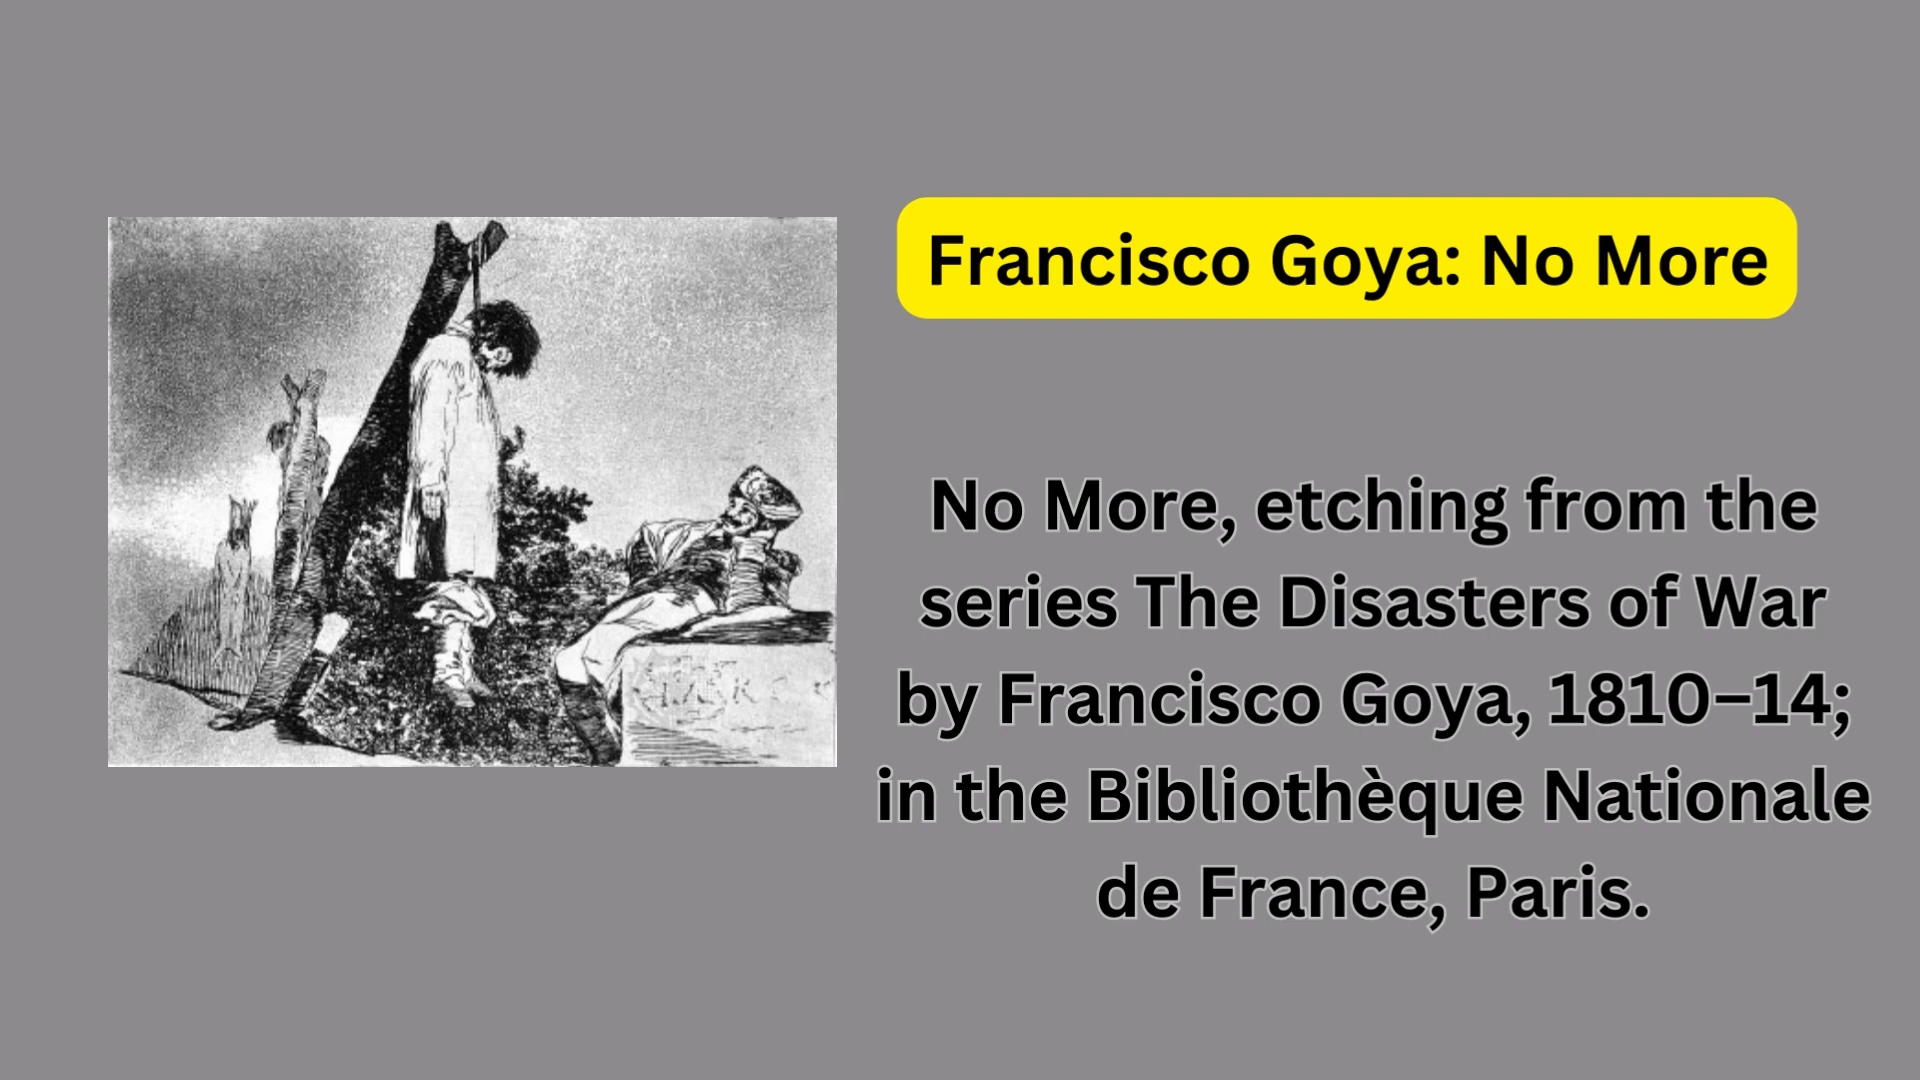 Francisco Goya: No More
No More, etching from the
series The Disasters of War
by Francisco Goya, 1810–14;
in the Bibliothèque Nationale
de France, Paris.